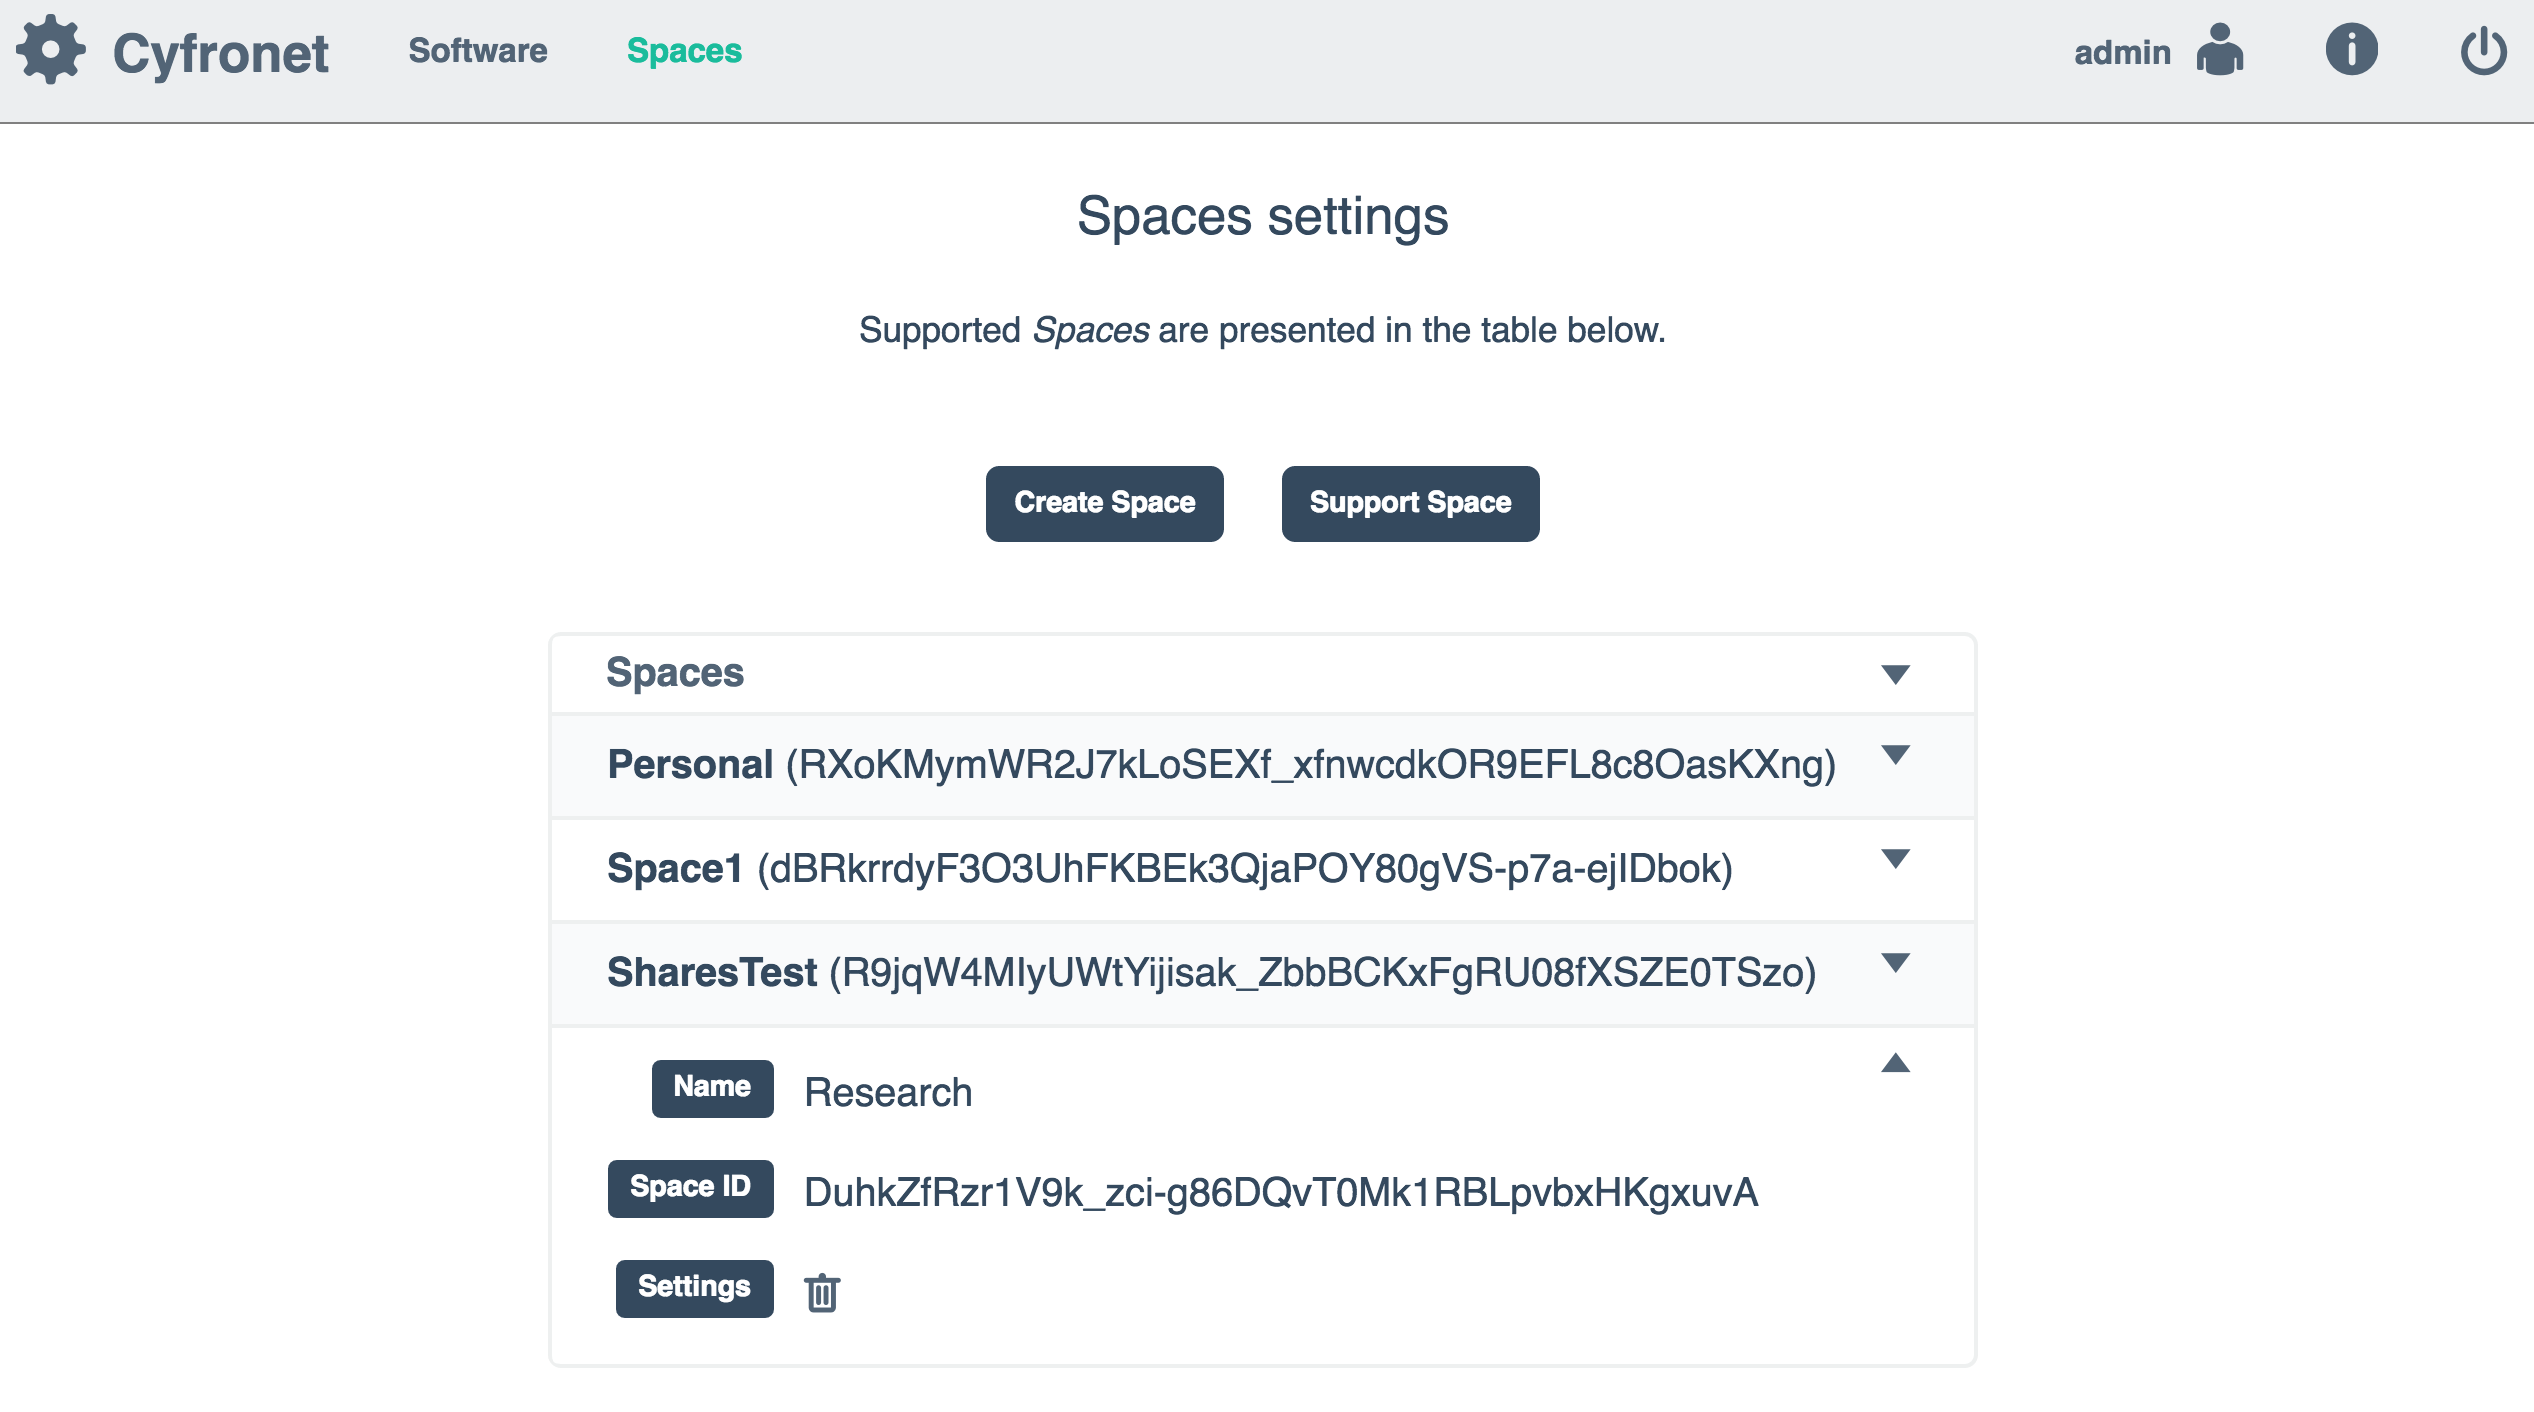 Cyfronet Software Spaces admin
Spaces settings
Supported Spaces are presented in the table below.
Create Space Support Space
Spaces
Personal (RXoKMymWR2J7kLoSEXf_xfnwcdkOR9EFL8c8OasKXng)
Space1 (dBRkrrdyF3O3UhFKBEk3QjaPOY80gVS-p7a-ejIDbok)
SharesTest (R9jqW4MIyUWtYijisak_ZbbBCKxFgRU08fXSZE0TSzo)
Name Research
Space ID DuhkZfRzr1V9k_zci-g86DQvT0Mk1RBLpvbxHKgxuvA
Settings